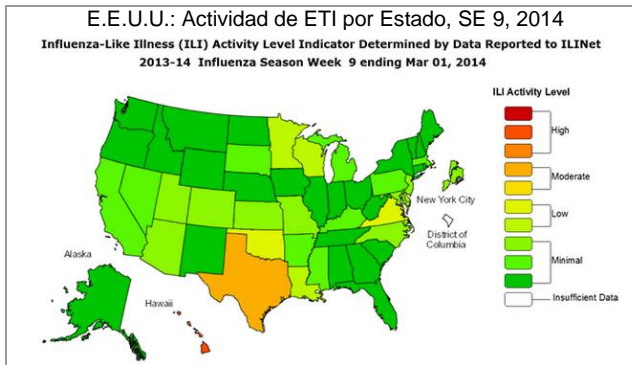 E.E.U.U.: Actividad de ETI por Estado, SE 9, 2014
Influenza-Like Illness (ILI) Activity Level Indicator Determined by Data Reported to ILINet
2013-14 Influenza Season Week 9 ending Mar 01, 2014
ILI Activity Level
High
Moderate
Low
Minimal
Insufficient Data
New York City
District of
Columbia
Alaska
Hawaii